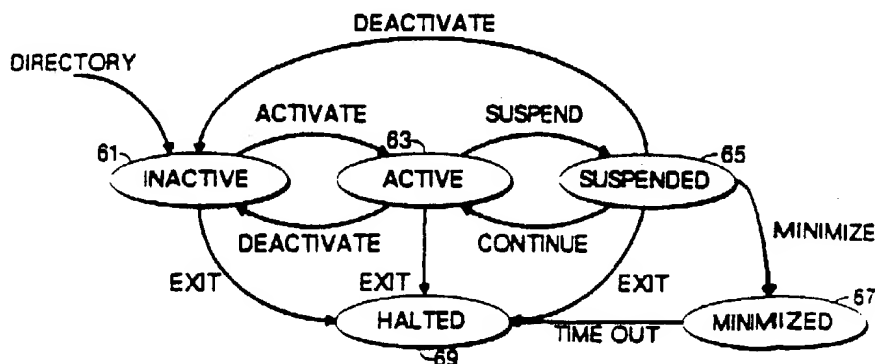 DEACTIVATE
DIRECTORY
ACTIVATE
SUSPEND
61
63
65
INACTIVE
ACTIVE
SUSPENDED
DEACTIVATE
CONTINUE
MINIMIZE
EXIT
EXIT
EXIT
67
HALTED
TIME OUT
MINIMIZED
69